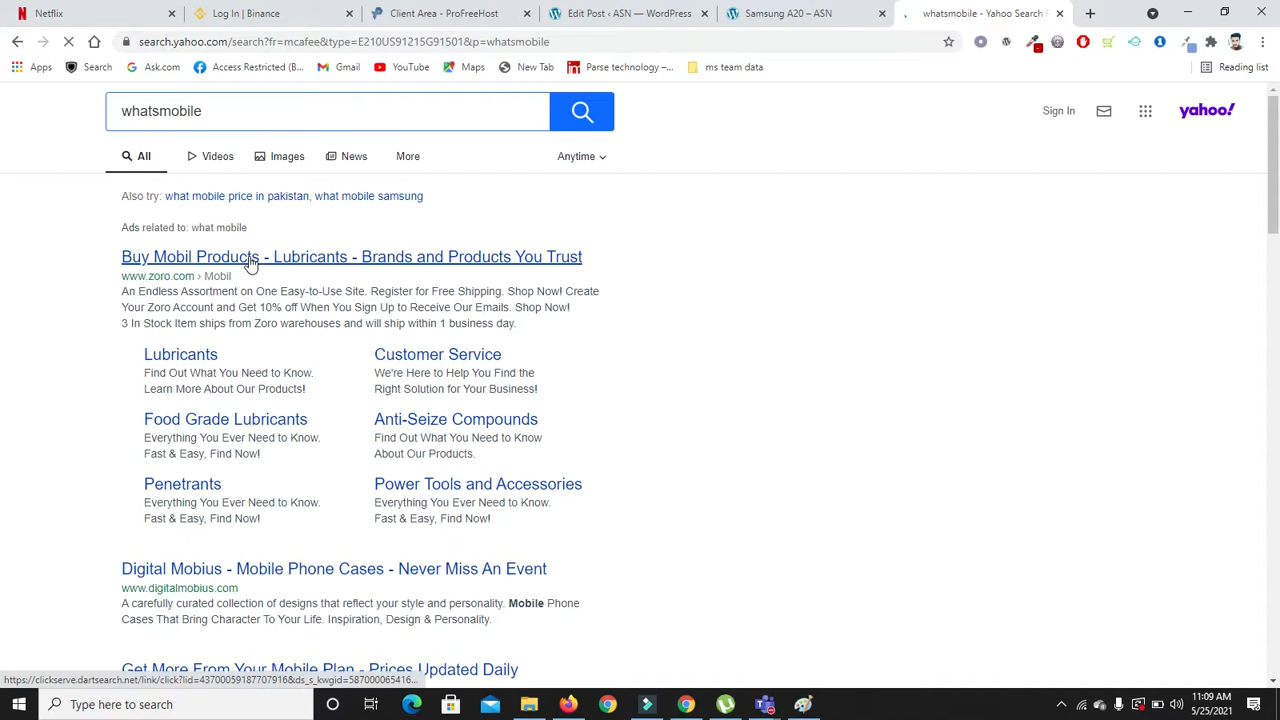 Netflix
Log In | Binance
Client Area - ProFreeHost
Edit Post ‹ ASN — WordPress
Samsung A20 – ASN
whatsmobile - Yahoo Search
search.yahoo.com/search?fr=mcafee&type=E210US91215G91501&p=whatsmobile
Apps
Search
Ask.com
Access Restricted (B...
Gmail
YouTube
Maps
New Tab
Parse technology –...
ms team data
Reading list
whatsmobile
Sign In
yahoo!
All
Videos
Images
News
More
Anytime
Also try: what mobile price in pakistan, what mobile samsung
Ads related to: what mobile
Buy Mobil Products - Lubricants - Brands and Products You Trust
www.zoro.com › Mobil
An Endless Assortment on One Easy-to-Use Site. Register for Free Shipping. Shop Now! Create
Your Zoro Account and Get 10% off When You Sign Up to Receive Our Emails. Shop Now!
3 In Stock Item ships from Zoro warehouses and will ship within 1 business day.
Lubricants
Find Out What You Need to Know.
Learn More About Our Products!
Customer Service
We're Here to Help You Find the
Right Solution for Your Business!
Food Grade Lubricants
Everything You Ever Need to Know.
Fast & Easy, Find Now!
Anti-Seize Compounds
Find Out What You Need to Know
About Our Products.
Penetrants
Everything You Ever Need to Know.
Fast & Easy, Find Now!
Power Tools and Accessories
Everything You Ever Need to Know.
Fast & Easy, Find Now!
Digital Mobius - Mobile Phone Cases - Never Miss An Event
www.digitalmobius.com
A carefully curated collection of designs that reflect your style and personality. Mobile Phone
Cases That Bring Character To Your Life. Inspiration, Design & Personality.
Get More From Your Mobile Plan - Prices Updated Daily
https://clickserve.dartsearch.net/link/click?lid=43700059187707916&ds_s_kwgid=587000065416...
Type here to search
11:09 AM
5/25/2021